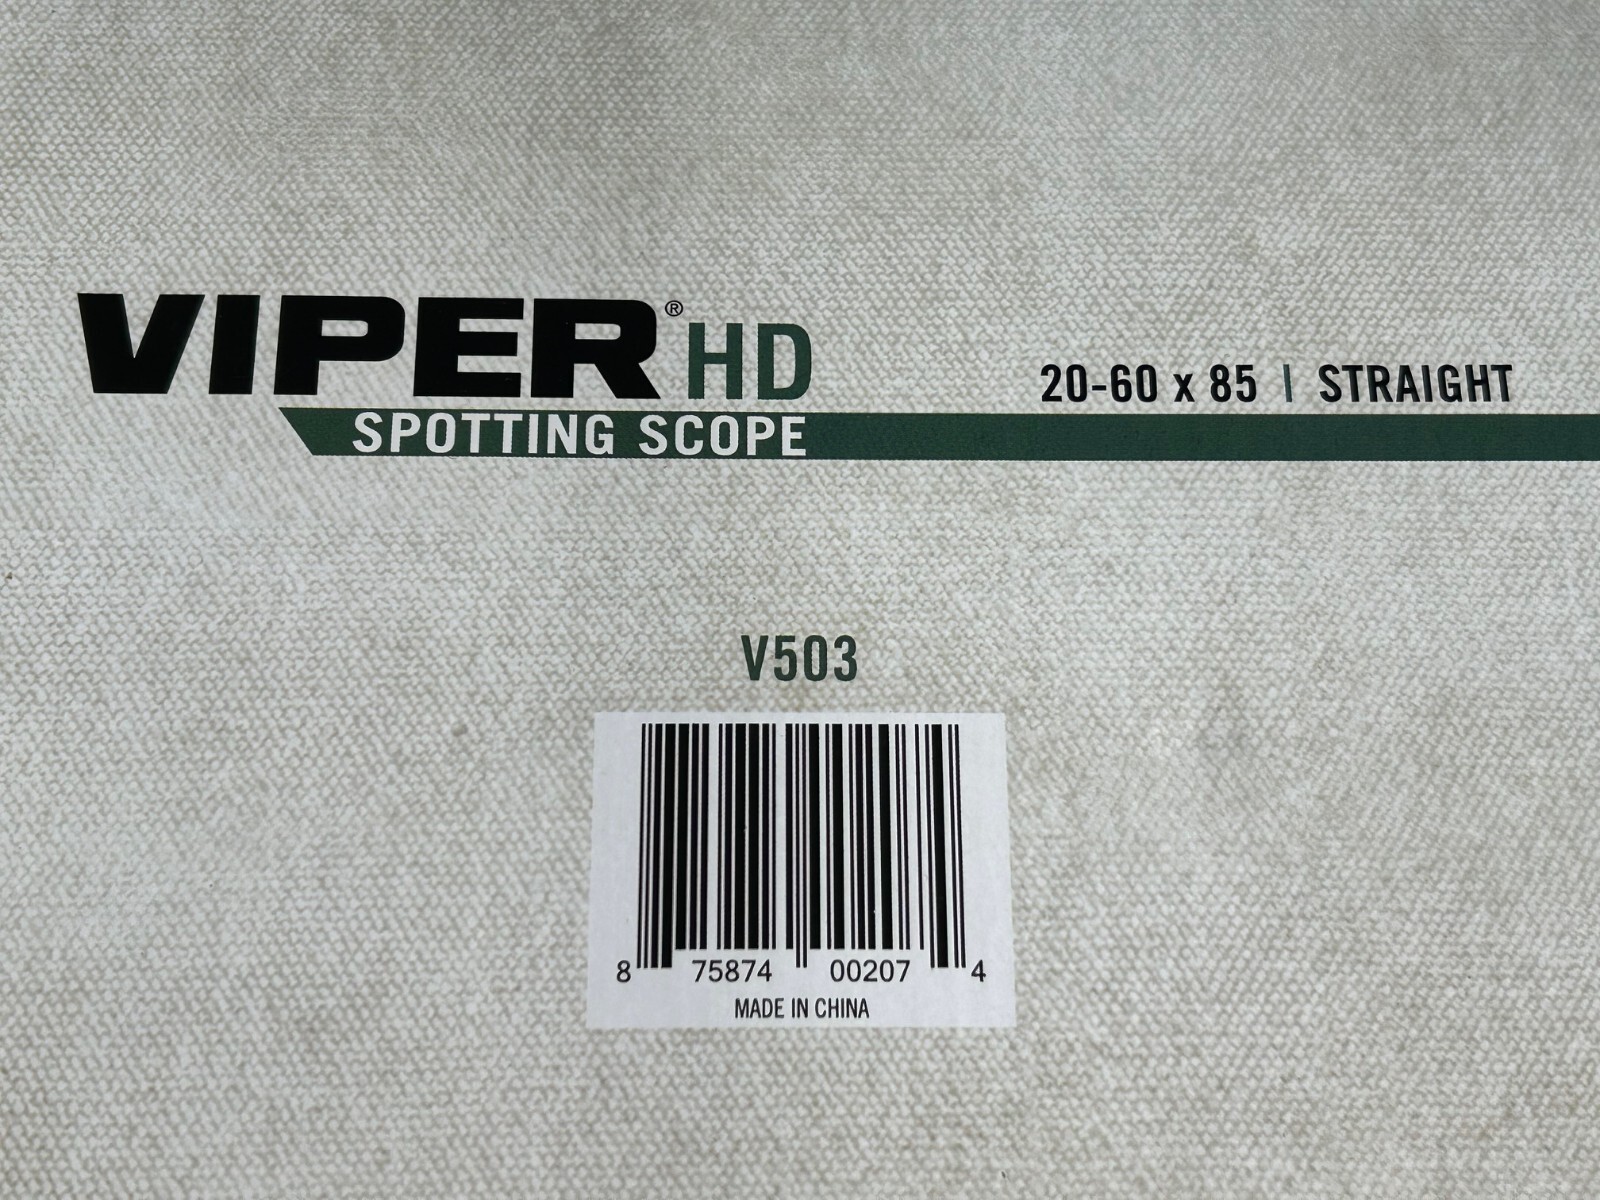 VIPER® HD
SPOTTING SCOPE
20-60 x 85 | STRAIGHT
V503
8 75874 00207 4
MADE IN CHINA